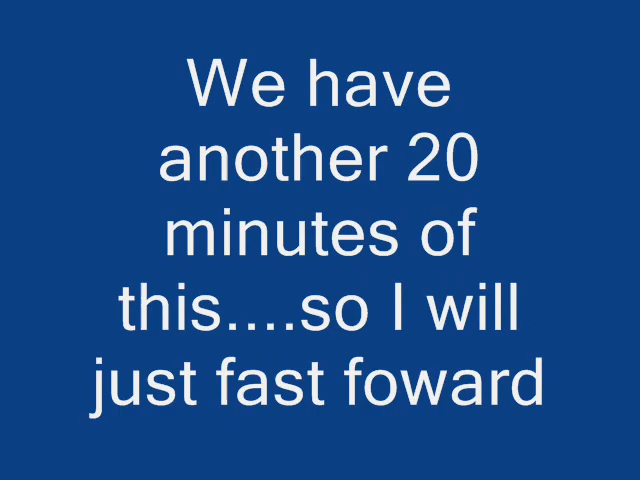 We have
another 20
minutes of
this....so I will
just fast foward